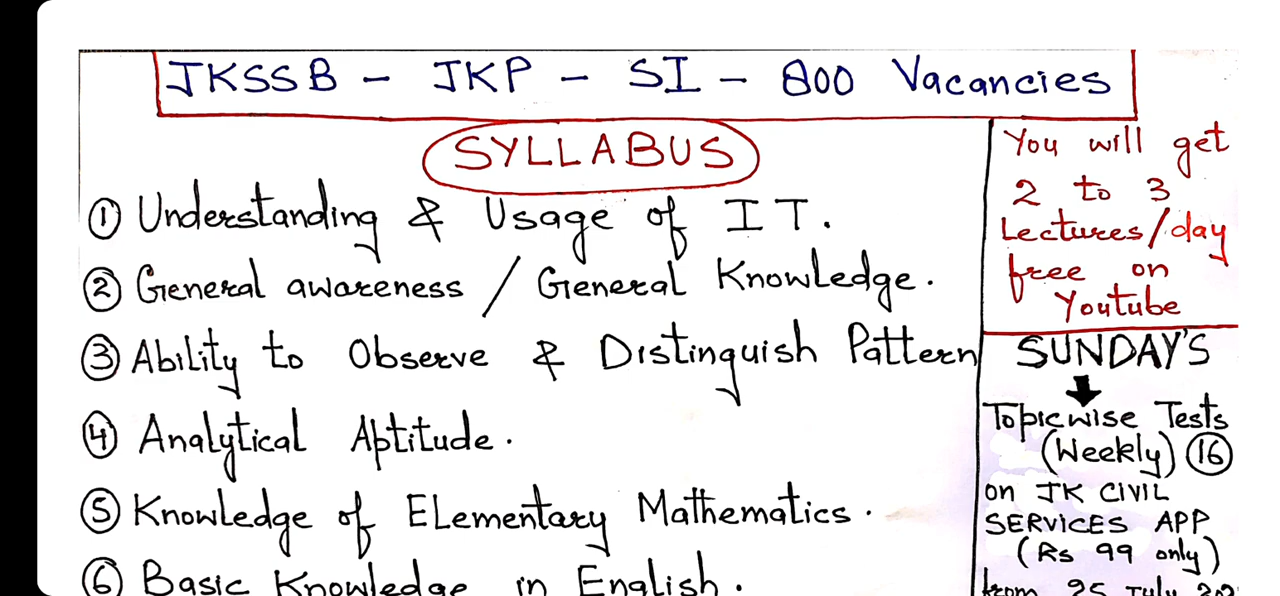 JKSSB - JKP - SI - 800 Vacancies
SYLLABUS
① Understanding & Usage of IT.
② General awareness / General Knowledge.
③ Ability to Observe & Distinguish Pattern
④ Analytical Aptitude.
⑤ Knowledge of Elementary Mathematics.
⑥ Basic Knowledge in English.
You will get
2 to 3
Lectures/day
free on
Youtube
SUNDAY'S
Topicwise Tests
(Weekly) ⑯
on JK CIVIL
SERVICES APP
(Rs 99 only)
from 25 July